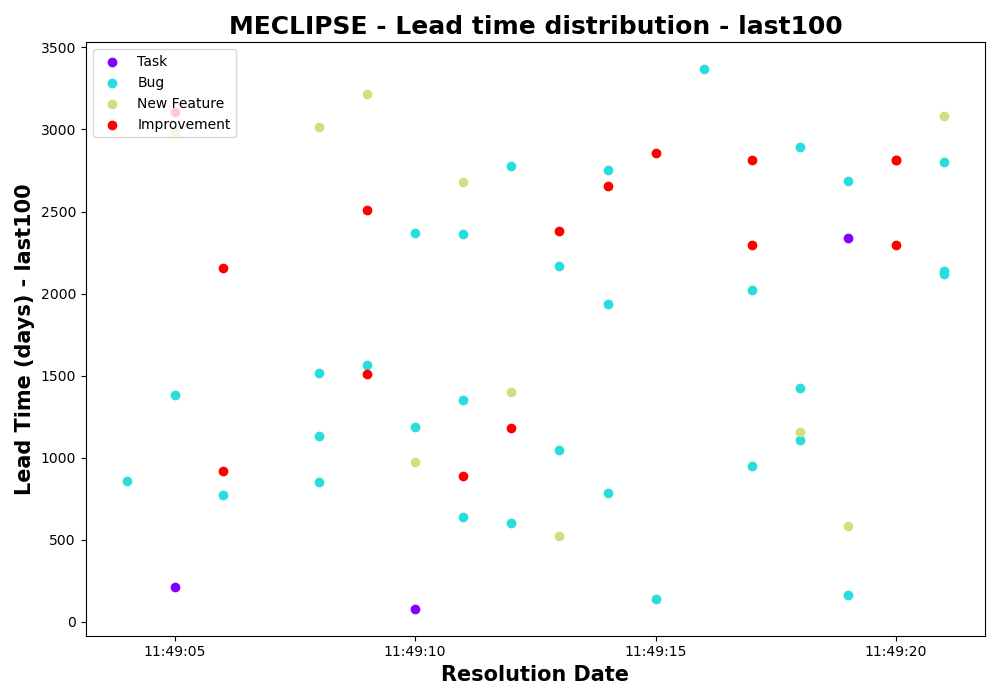 MECLIPSE - Lead time distribution - last100
Task
Bug
New Feature
Improvement
Lead Time (days) - last100
3500
3000
2500
2000
1500
1000
500
0
11:49:05
11:49:10
11:49:15
11:49:20
Resolution Date